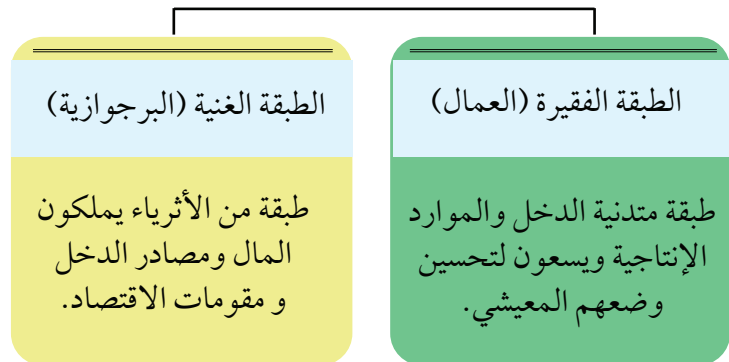 الطبقة الفقيرة (العمال)
طبقة متدنية الدخل والموارد
الإنتاجية ويسعون لتحسين
وضعهم المعيشي.
الطبقة الغنية (البرجوازية)
طبقة من الأثرياء يملكون
المال ومصادر الدخل
و مقومات الاقتصاد.